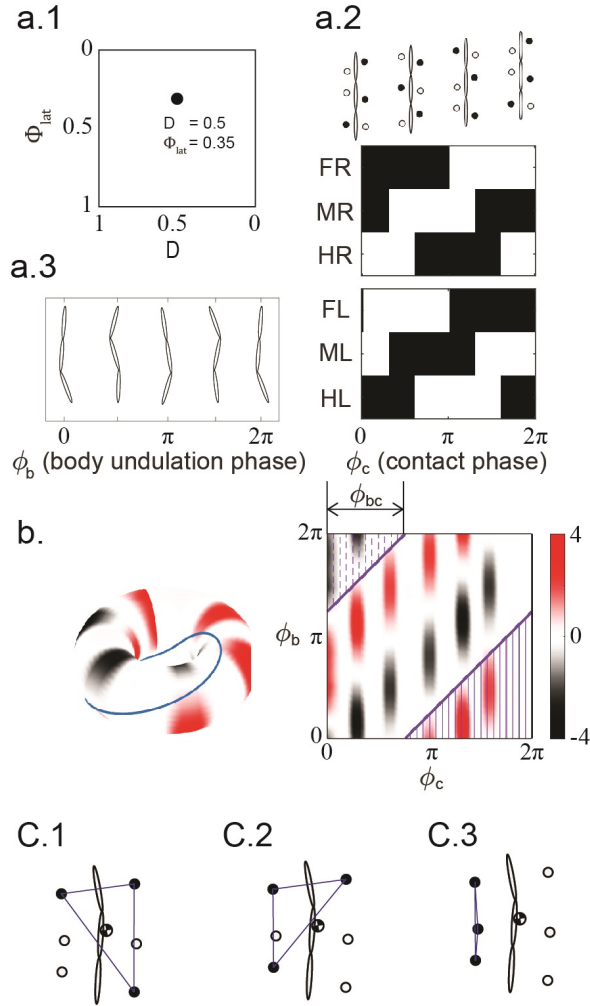 a.1
0
0.5
1
Φlat
D = 0.5
Φlat = 0.35
1 0.5 0
D
a.2
FR
MR
HR
FL
ML
HL
0 π 2π
ϕc (contact phase)
a.3
0 π 2π
ϕb (body undulation phase)
b.
ϕbc
2π
ϕb π
0
0 π 2π
ϕc
4
0
-4
C.1
C.2
C.3